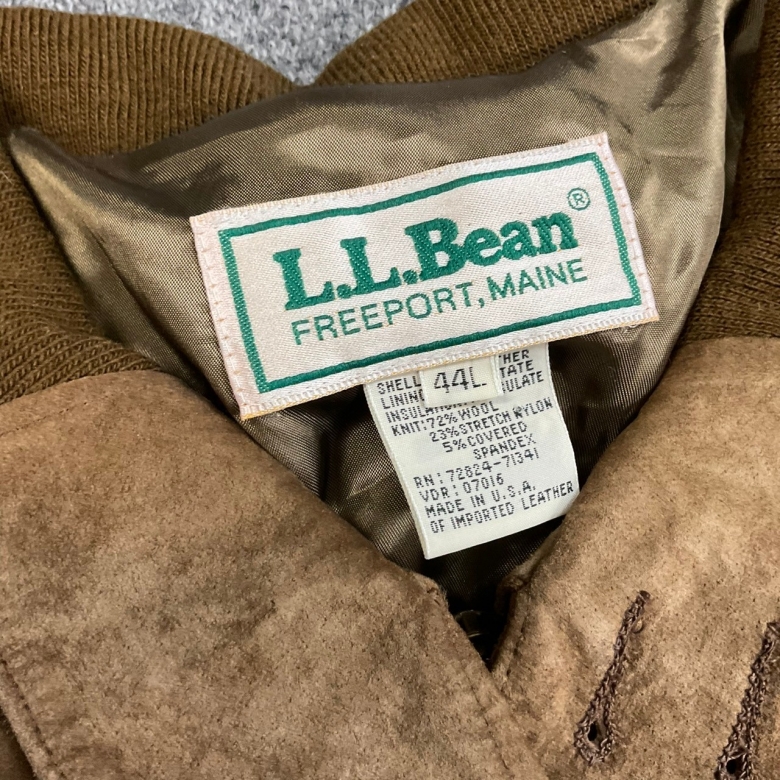 L.L.Bean®
FREEPORT, MAINE
44L
SHELL
LINING
INSULATION:
KNIT: 72% WOOL
23% STRETCH NYLON
5% COVERED
SPANDEX
RN: 72824-71341
VDR: 07016
MADE IN U.S.A.
OF IMPORTED LEATHER